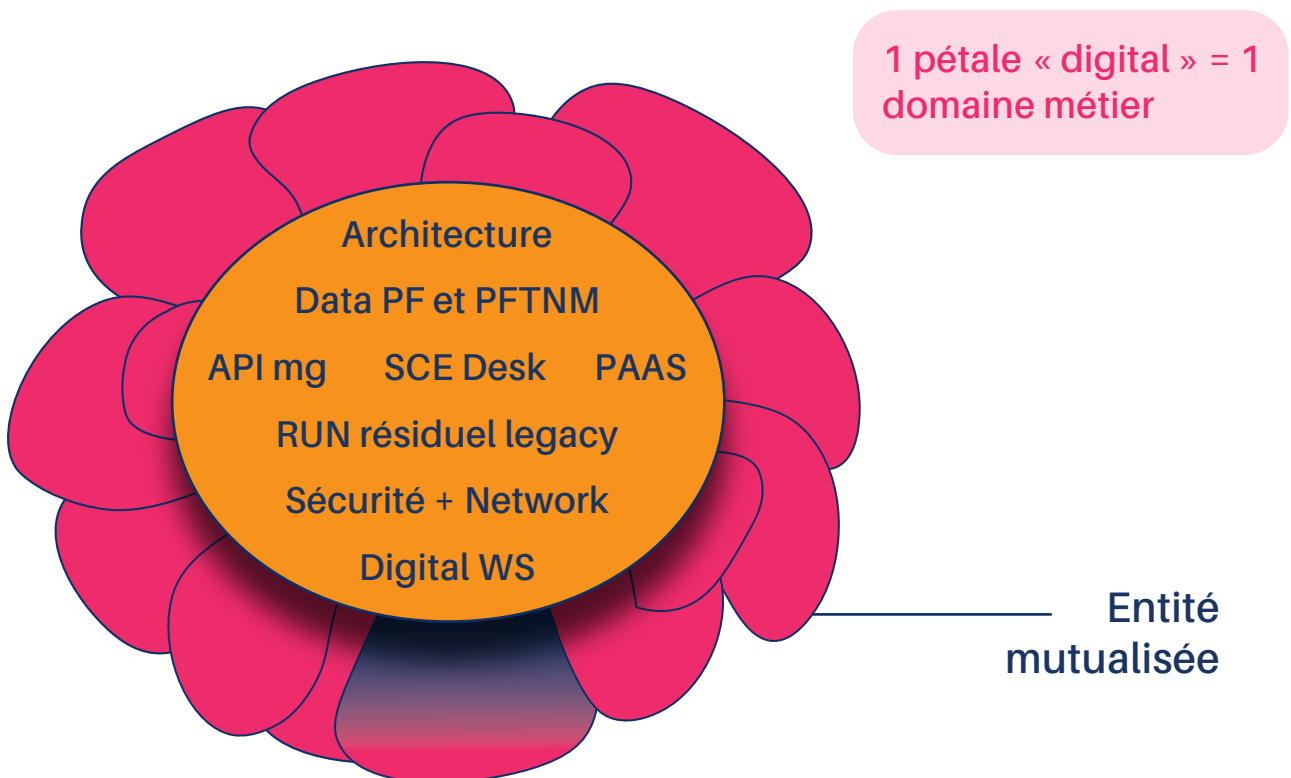 1 pétale « digital » = 1
domaine métier
Architecture
Data PF et PFTNM
API mg SCE Desk PAAS
RUN résiduel legacy
Sécurité + Network
Digital WS
Entité
mutualisée